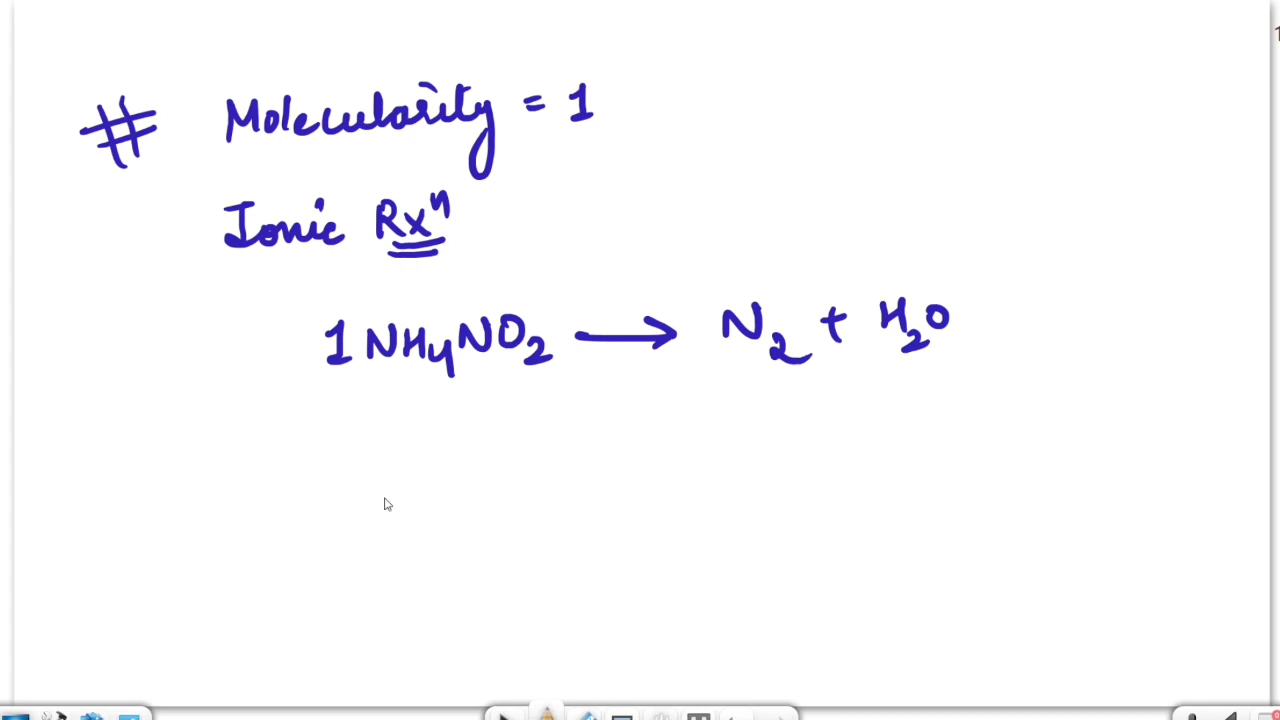 # Molecularity = 1
Ionic Rxⁿ
1 NH₄NO₂ → N₂ + H₂O